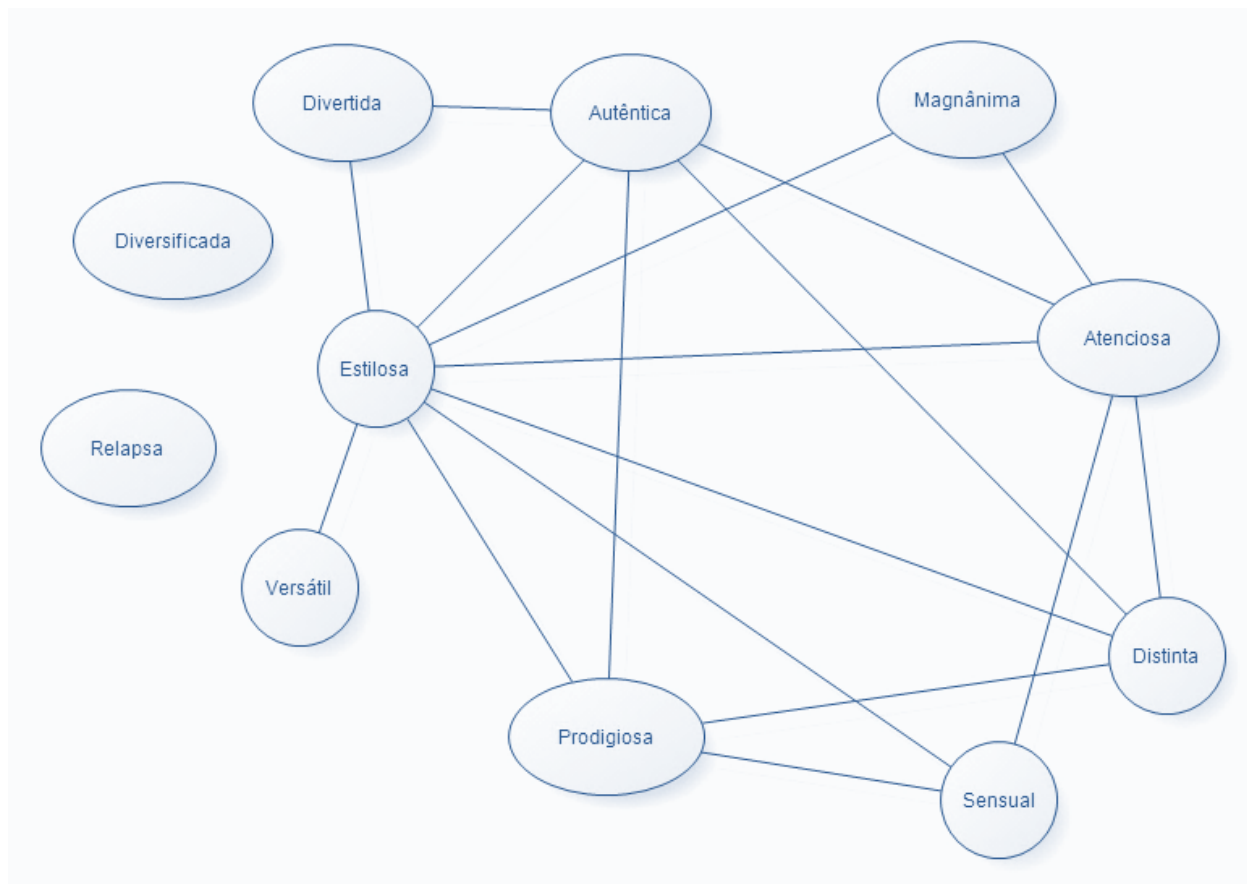 Divertida
Autêntica
Magnânima
Diversificada
Atenciosa
Estilosa
Relapsa
Versátil
Distinta
Prodigiosa
Sensual